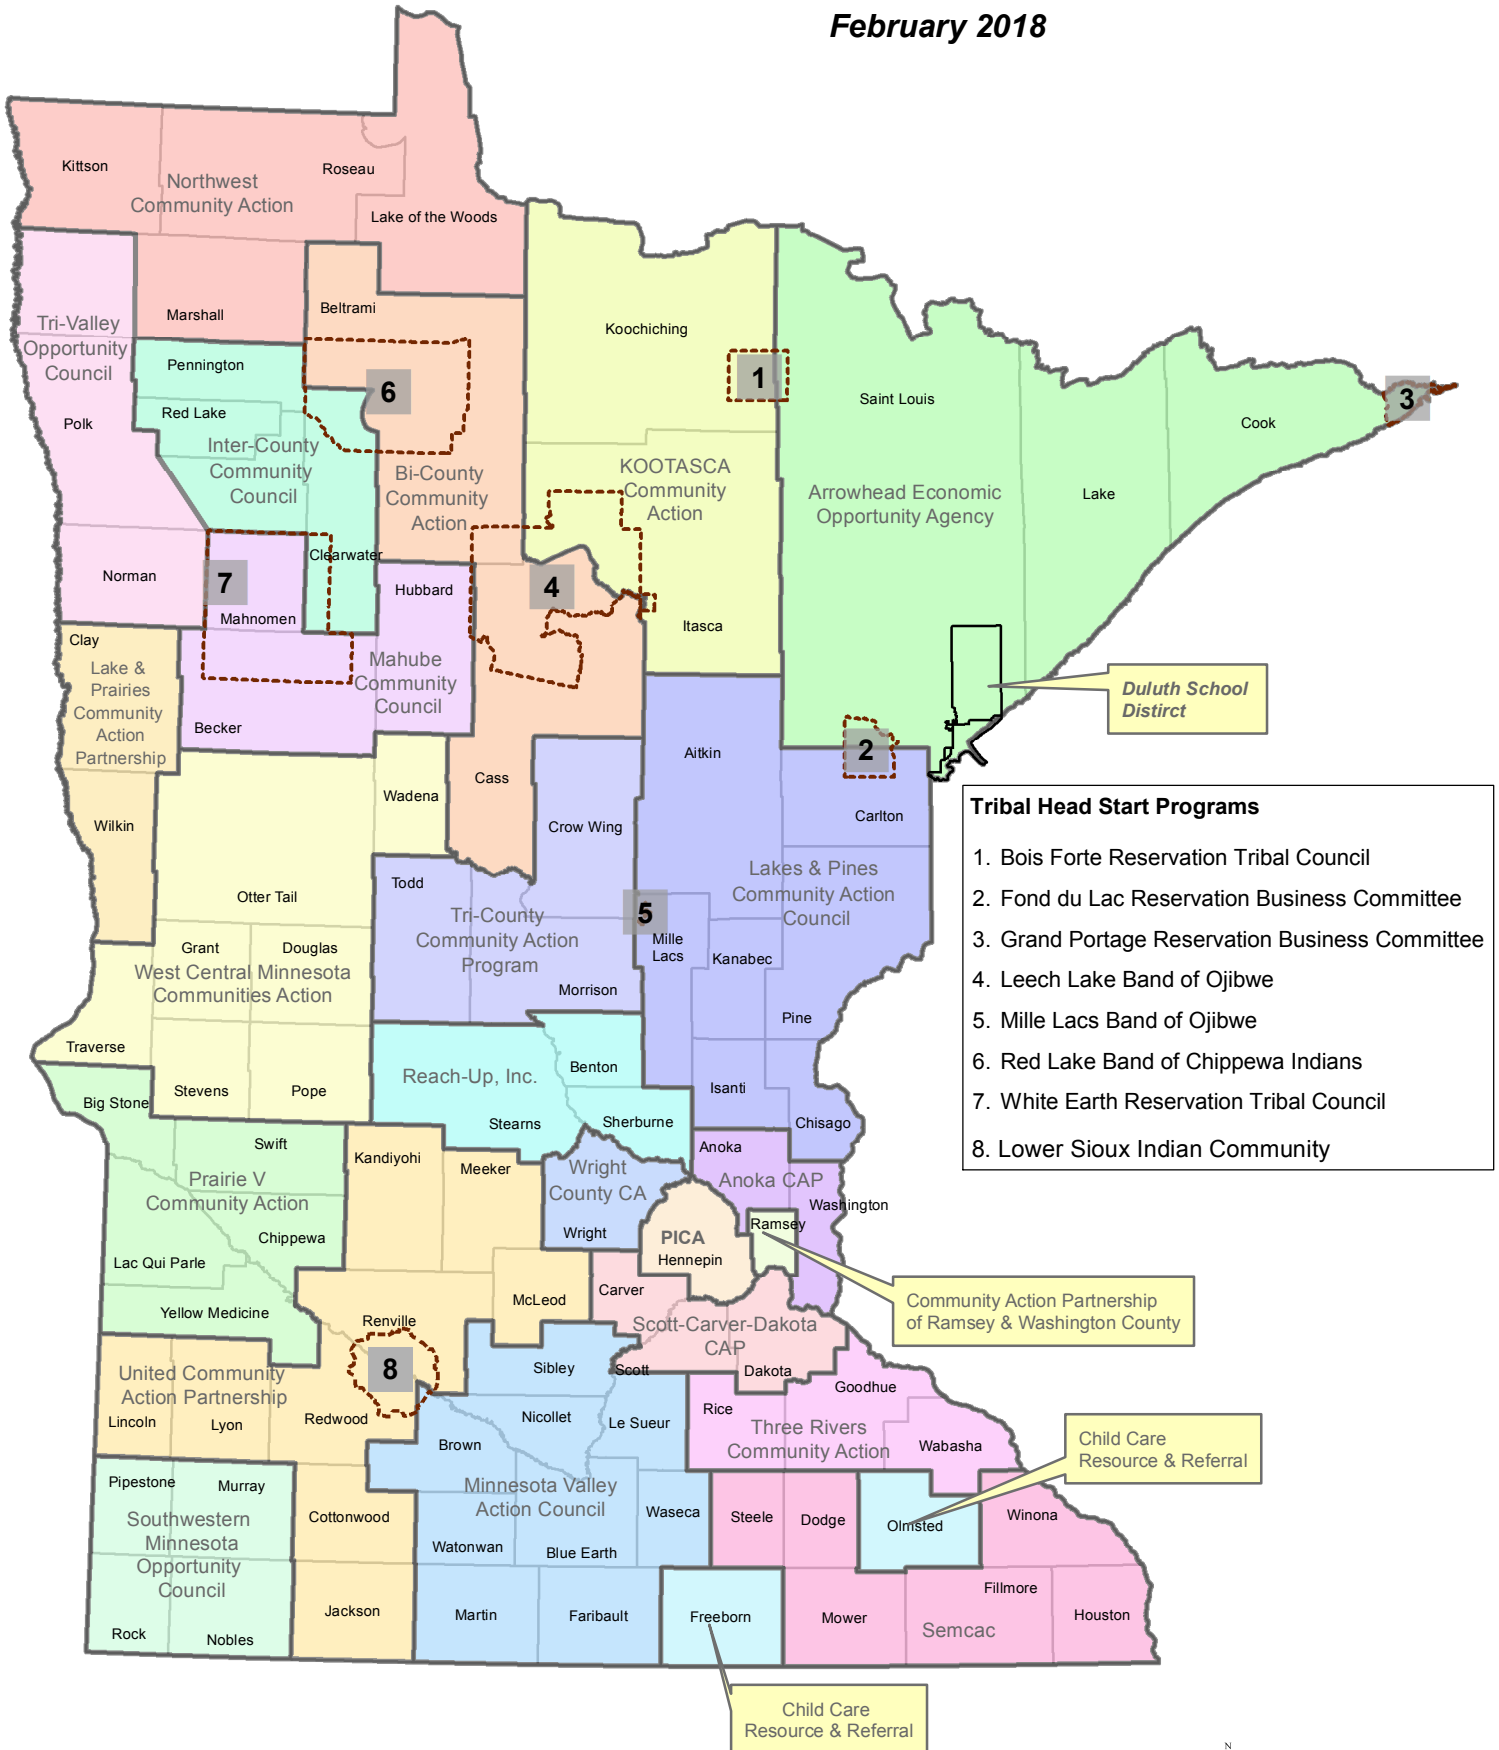 February 2018
Kittson
Northwest
Community Action
Roseau
Lake of the Woods
Marshall
Beltrami
Tri-Valley
Opportunity
Council
Polk
Norman
Pennington
Red Lake
Inter-County
Community
Council
Clearwater
6
Bi-County
Community
Action
Koochiching
1
KOOTASCA
Community
Action
Itasca
Saint Louis
Arrowhead Economic
Opportunity Agency
Lake
Cook
3
7
Mahnomen
Hubbard
Mahube
Community
Council
Becker
4
Cass
Clay
Lake &
Prairies
Community
Action
Partnership
Wilkin
Duluth School
Distirct
2
Aitkin
Carlton
Lakes & Pines
Community Action
Council
Mille
Lacs
Kanabec
Pine
Isanti
Chisago
5
Wadena
Crow Wing
Todd
Tri-County
Community Action
Program
Morrison
Otter Tail
Grant
Douglas
West Central Minnesota
Communities Action
Traverse
Stevens
Pope
Tribal Head Start Programs
1. Bois Forte Reservation Tribal Council
2. Fond du Lac Reservation Business Committee
3. Grand Portage Reservation Business Committee
4. Leech Lake Band of Ojibwe
5. Mille Lacs Band of Ojibwe
6. Red Lake Band of Chippewa Indians
7. White Earth Reservation Tribal Council
8. Lower Sioux Indian Community
Reach-Up, Inc.
Benton
Stearns
Sherburne
Big Stone
Swift
Prairie V
Community Action
Chippewa
Lac Qui Parle
Yellow Medicine
Kandiyohi
Meeker
Wright
County CA
Wright
Anoka
Anoka CAP
Washington
Ramsey
PICA
Hennepin
Community Action Partnership
of Ramsey & Washington County
Renville
McLeod
Carver
Scott-Carver-Dakota
CAP
Scott
Dakota
United Community
Action Partnership
Lincoln
Lyon
Redwood
8
Cottonwood
Jackson
Sibley
Nicollet
Le Sueur
Brown
Minnesota Valley
Action Council
Waseca
Watonwan
Blue Earth
Martin
Faribault
Goodhue
Rice
Three Rivers
Community Action
Wabasha
Child Care
Resource & Referral
Olmsted
Steele
Dodge
Winona
Mower
Fillmore
Semcac
Houston
Freeborn
Child Care
Resource & Referral
Pipestone
Murray
Southwestern
Minnesota
Opportunity
Council
Rock
Nobles
N